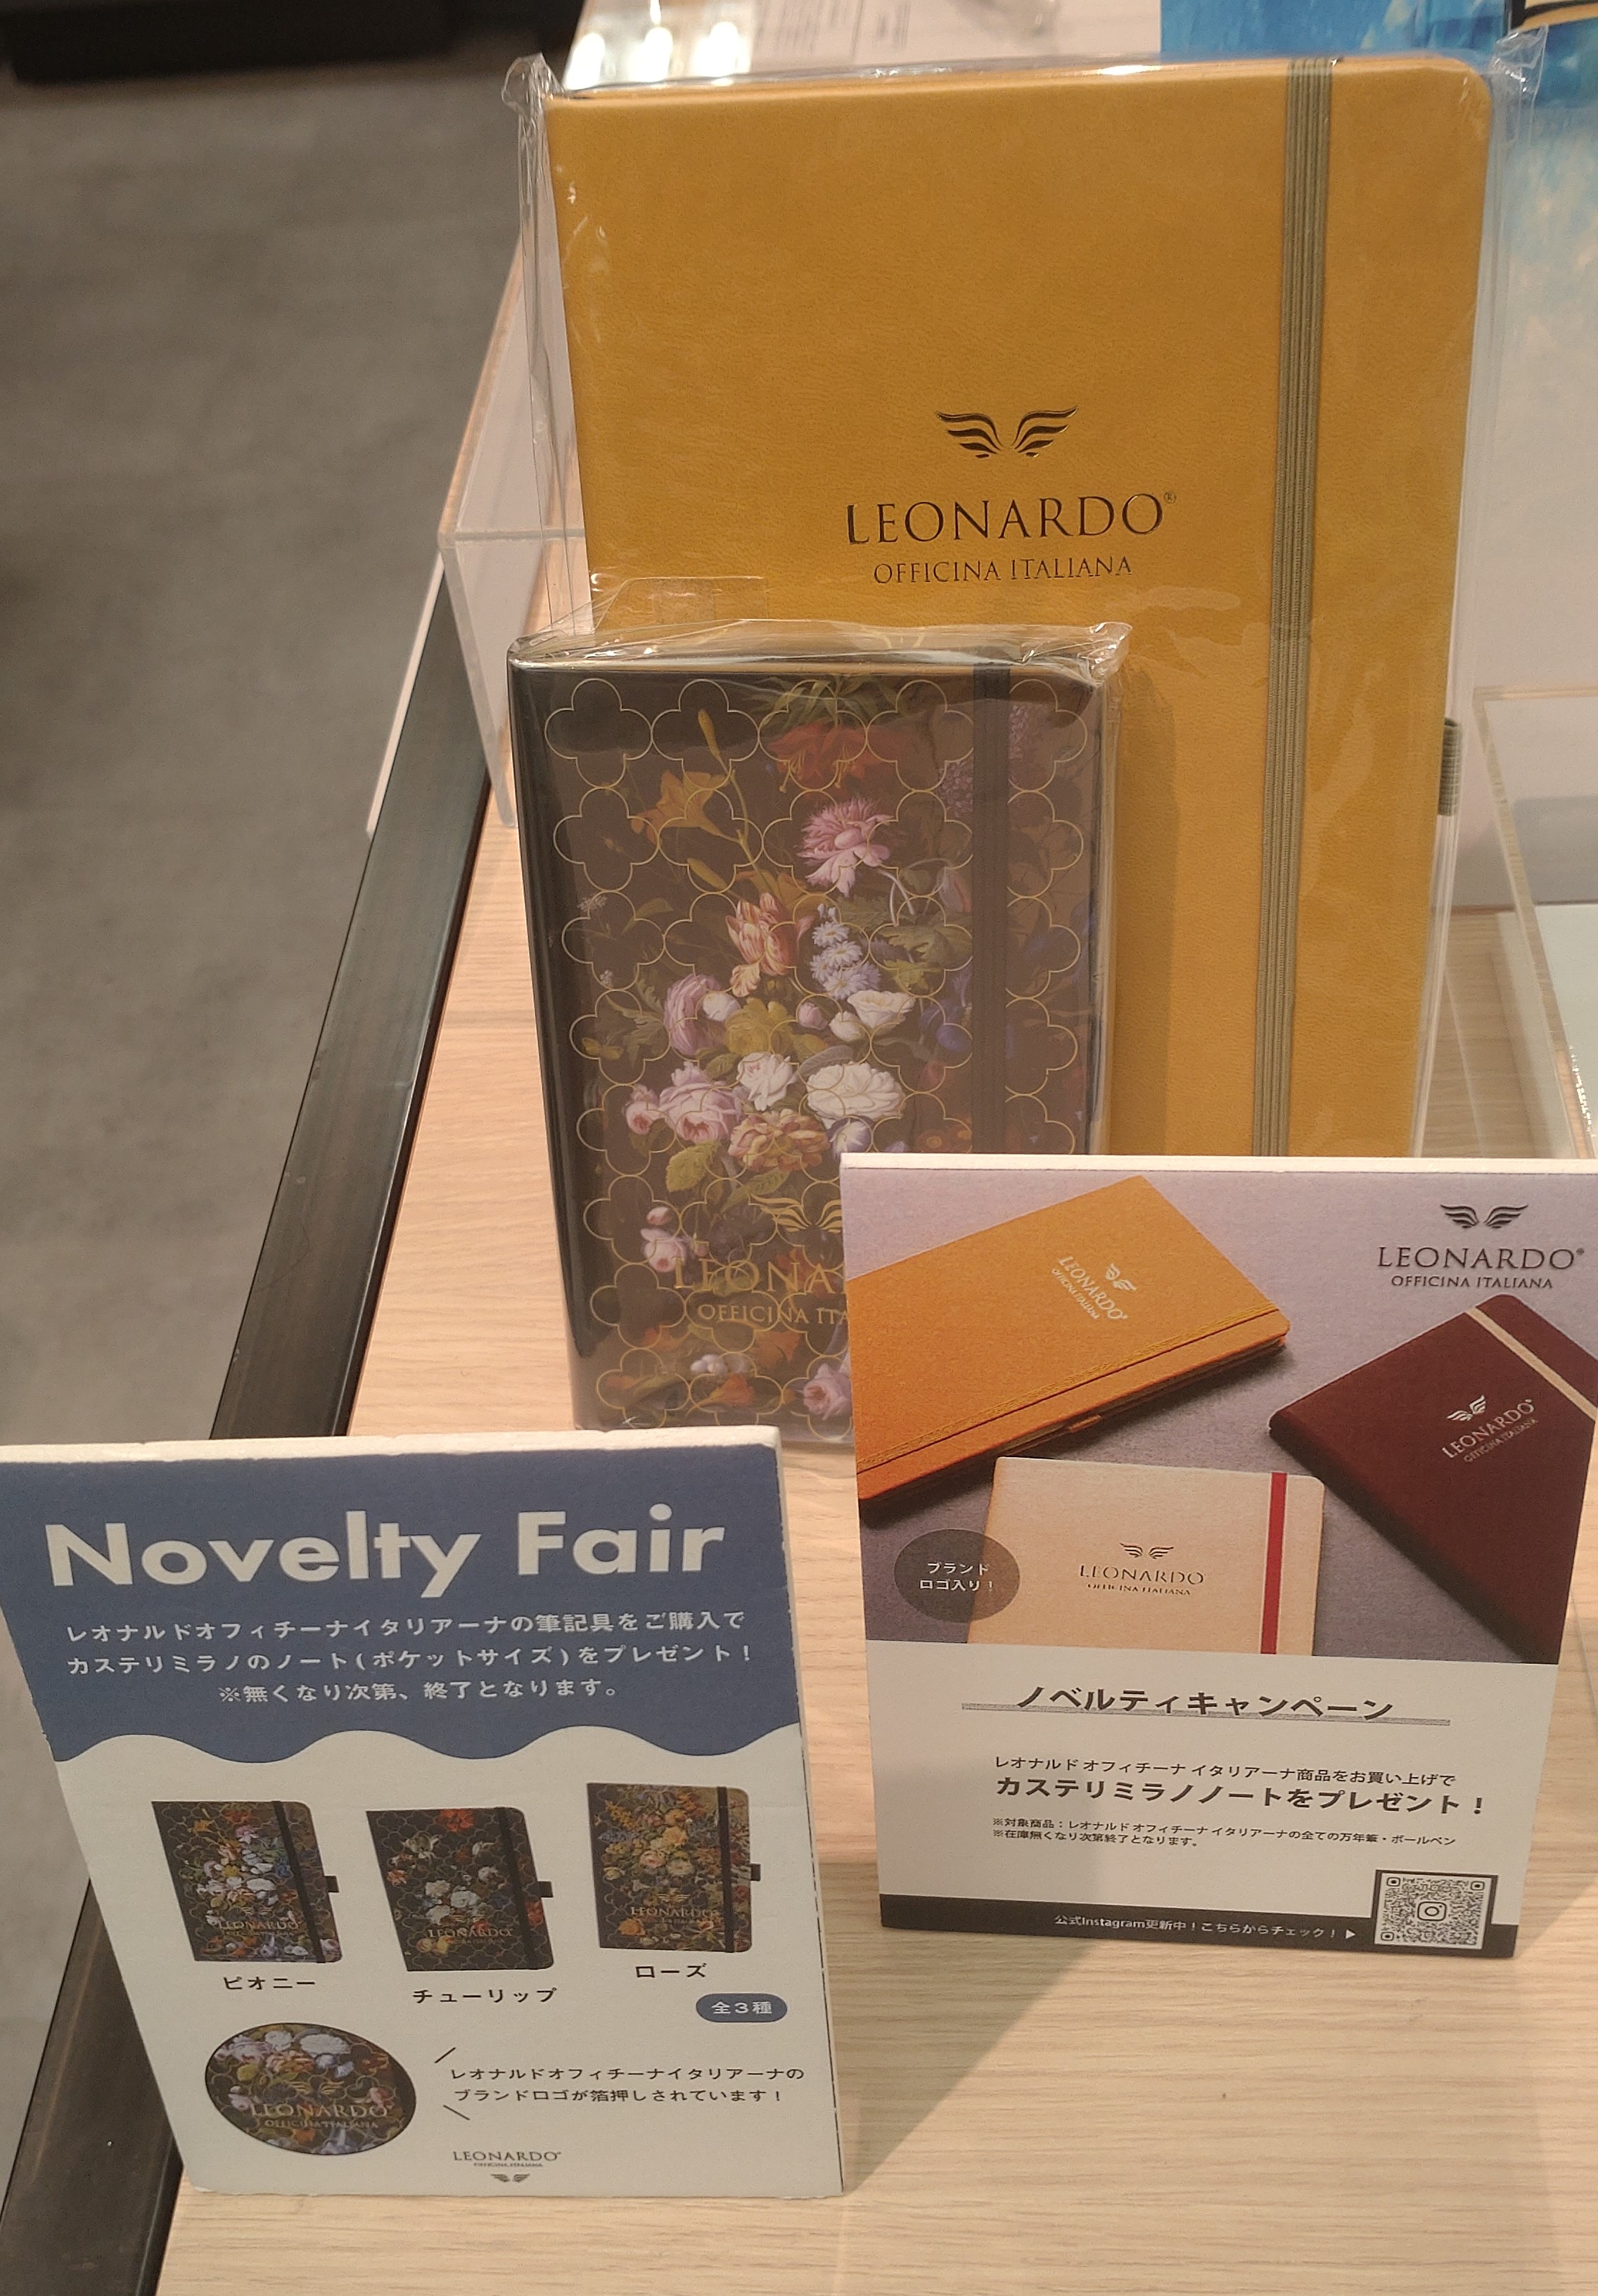 LEONARDO®
OFFICINA ITALIANA
LEONA
OFFICINA ITA
LEONARDO®
OFFICINA ITALIANA
LEONARDO®
OFFICINA ITALIANA
LEONARDO®
OFFICINA ITALIANA
LEONARDO
OFFICINA ITALIANA
ブランド
ロゴ入り！
ノベルティキャンペーン
レオナルド オフィチーナ イタリアーナ商品をお買い上げで
カステリミラノノートをプレゼント！
※対象商品：レオナルド オフィチーナ イタリアーナの全ての万年筆・ボールペン
※在庫無くなり次第終了となります。
公式Instagram更新中！こちらからチェック！▶
Novelty Fair
レオナルドオフィチーナイタリアーナの筆記具をご購入で
カステリミラノのノート(ポケットサイズ)をプレゼント！
※無くなり次第、終了となります。
LEONARDO
LEONARDO
LEONARDO
ピオニー
チューリップ
ローズ
全3種
LEONARDO
OFFICINA ITALIANA
レオナルドオフィチーナイタリアーナの
ブランドロゴが箔押しされています！
LEONARDO®
OFFICINA ITALIANA